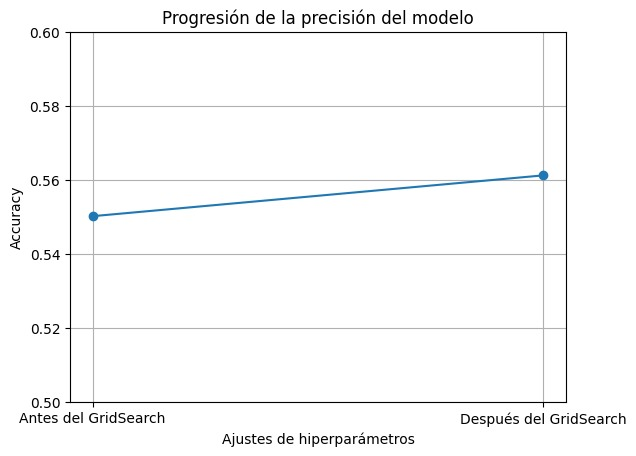 Progresión de la precisión del modelo
0.60
0.58
0.56
0.54
0.52
0.50
Accuracy
Antes del GridSearch
Después del GridSearch
Ajustes de hiperparámetros